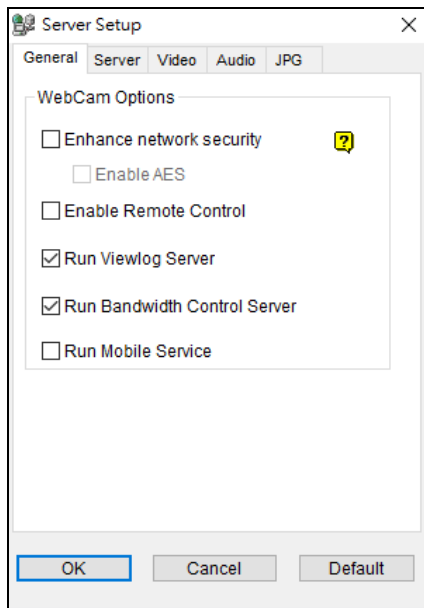 Server Setup
General Server Video Audio JPG
WebCam Options
Enhance network security
?
Enable AES
Enable Remote Control
Run Viewlog Server
Run Bandwidth Control Server
Run Mobile Service
OK Cancel Default